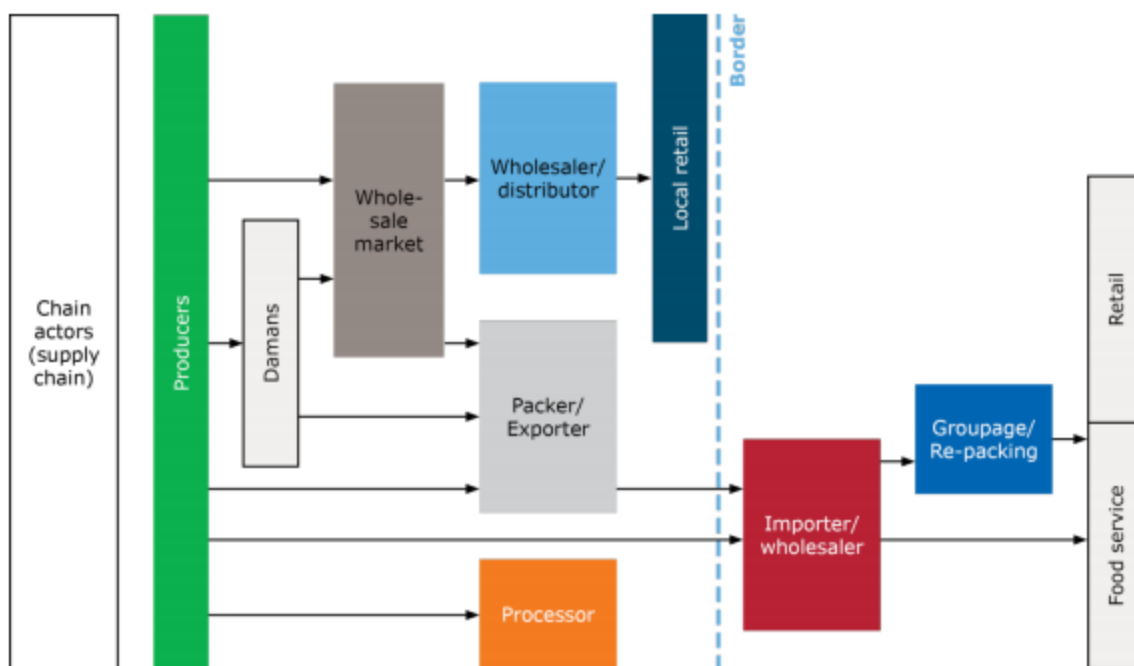 Chain
actors
(supply
chain)
Producers
Damans
Whole-
sale
market
Wholesaler/
distributor
Local retail
Border
Packer/
Exporter
Processor
Importer/
wholesaler
Groupage/
Re-packing
Retail
Food service